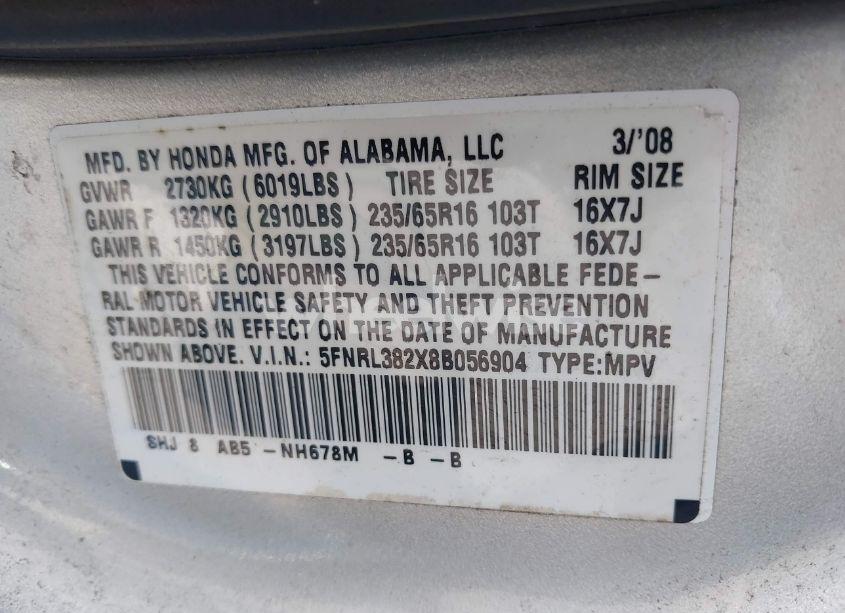 MFD. BY HONDA MFG. OF ALABAMA, LLC 3/'08
GVWR 2730KG (6019LBS) TIRE SIZE RIM SIZE
GAWR F 1320KG (2910LBS) 235/65R16 103T 16X7J
GAWR R 1450KG (3197LBS) 235/65R16 103T 16X7J
THIS VEHICLE CONFORMS TO ALL APPLICABLE FEDE-
RAL MOTOR VEHICLE SAFETY AND THEFT PREVENTION
STANDARDS IN EFFECT ON THE DATE OF MANUFACTURE
SHOWN ABOVE. V.I.N.: 5FNRL382X8B056904 TYPE:MPV
SHJ 8 AB5 -NH678M -B -B